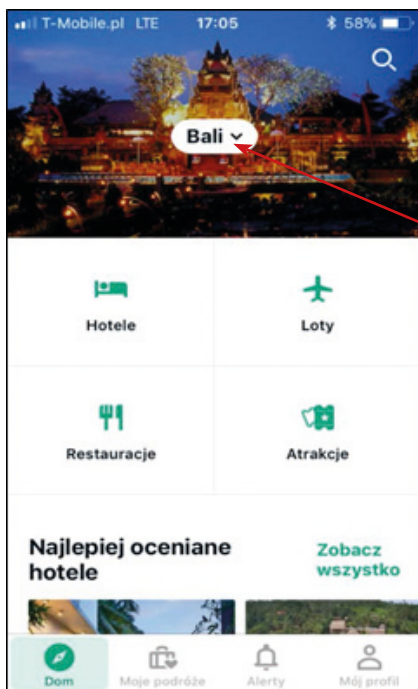 T-Mobile.pl LTE 17:05 58%
Bali
Hotele Loty
Restauracje Atrakcje
Najlepiej oceniane
hotele
Zobacz
wszystko
Dom Moje podróże Alerty Mój profil